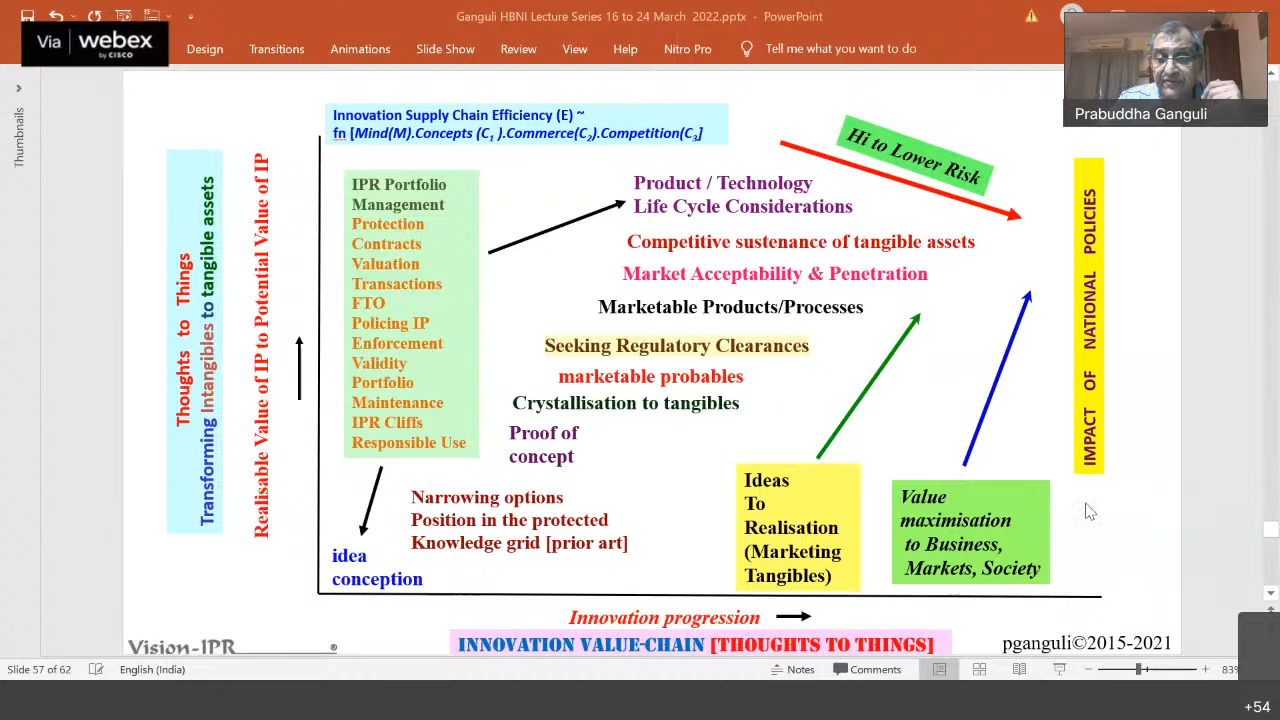 Ganguli HBNI Lecture Series 16 to 24 March 2022.pptx - PowerPoint
Via webex
by CISCO
Design Transitions Animations Slide Show Review View Help Nitro Pro Tell me what you want to do
Prabuddha Ganguli
Thumbnails
Innovation Supply Chain Efficiency (E) ~
fn [Mind(M).Concepts (C1 ).Commerce(C2).Competition(C3]
Hi to Lower Risk
Thoughts to Things
Transforming Intangibles to tangible assets
Realisable Value of IP to Potential Value of IP
IPR Portfolio
Management
Protection
Contracts
Valuation
Transactions
FTO
Policing IP
Enforcement
Validity
Portfolio
Maintenance
IPR Cliffs
Responsible Use
Product / Technology
Life Cycle Considerations
Competitive sustenance of tangible assets
Market Acceptability & Penetration
Marketable Products/Processes
Seeking Regulatory Clearances
marketable probables
Crystallisation to tangibles
Proof of
concept
Narrowing options
Position in the protected
Knowledge grid [prior art]
idea
conception
Ideas
To
Realisation
(Marketing
Tangibles)
Value
maximisation
to Business,
Markets, Society
IMPACT OF NATIONAL POLICIES
Innovation progression
INNOVATION VALUE-CHAIN [THOUGHTS TO THINGS]
Vision-IPR ®
pganguli©2015-2021
Slide 57 of 62 English (India) Notes Comments 83%
+54